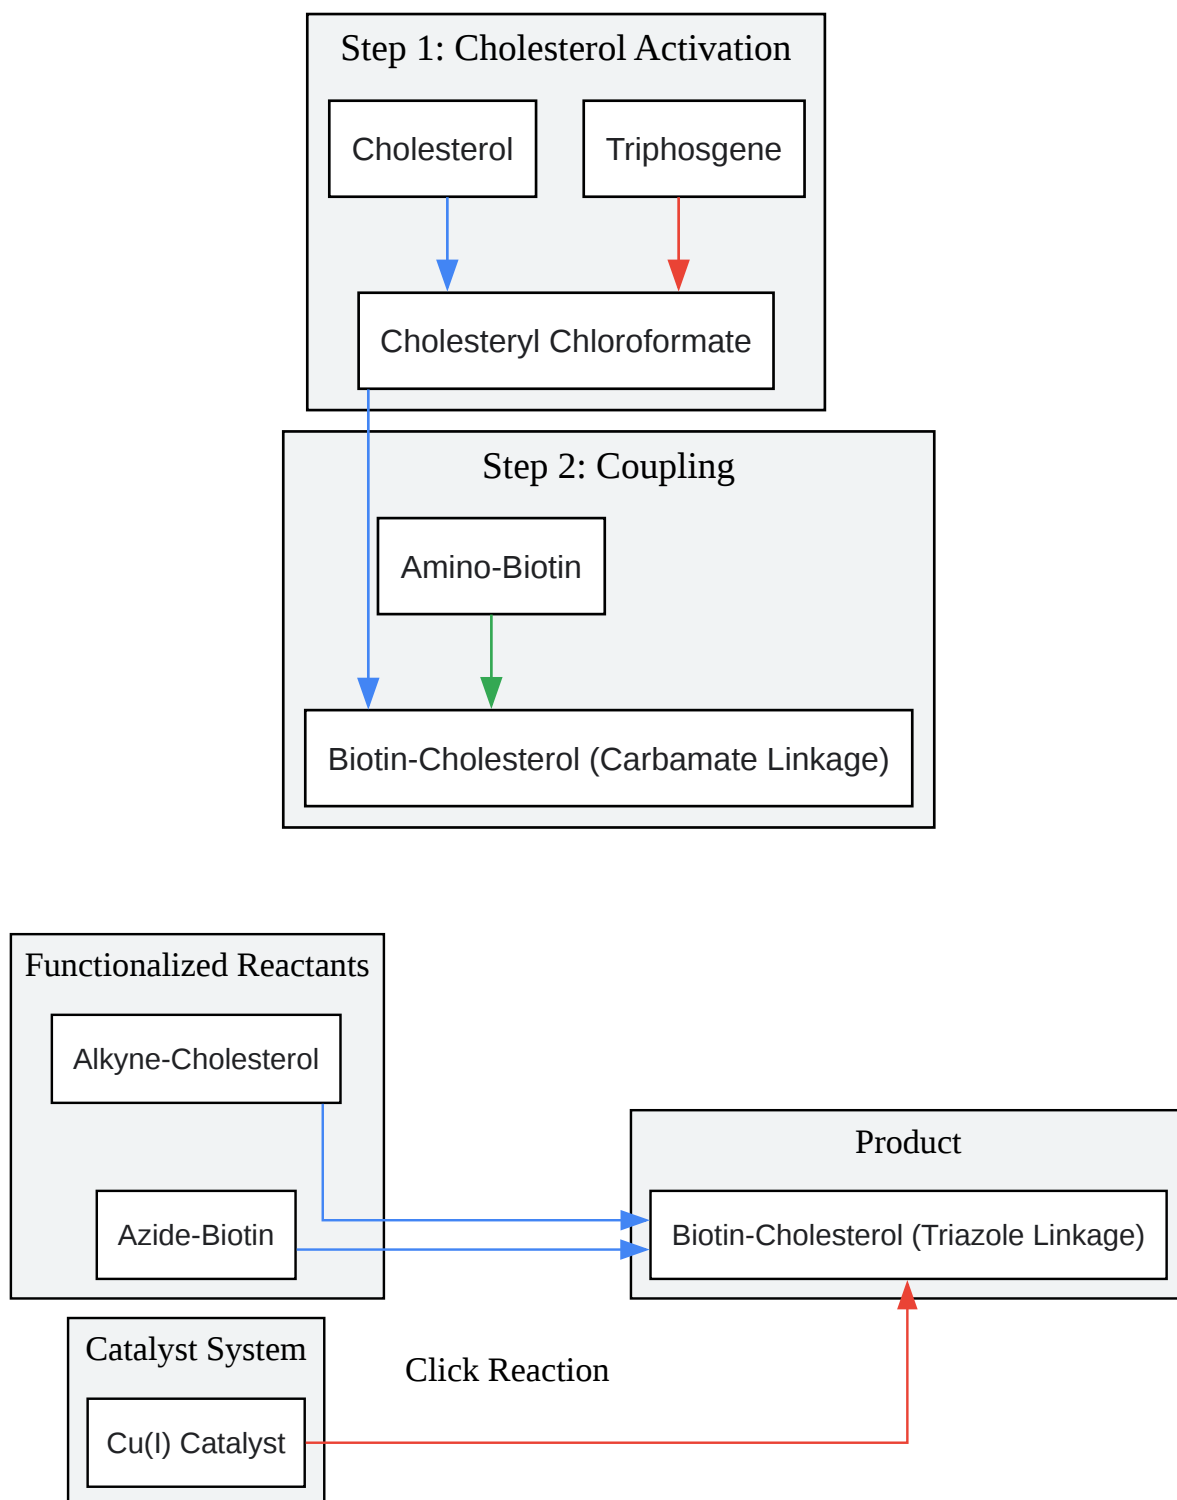 Step 1: Cholesterol Activation
Cholesterol
Triphosgene
Cholesteryl Chloroformate
Step 2: Coupling
Amino-Biotin
Biotin-Cholesterol (Carbamate Linkage)
Functionalized Reactants
Alkyne-Cholesterol
Azide-Biotin
Product
Biotin-Cholesterol (Triazole Linkage)
Catalyst System
Click Reaction
Cu(I) Catalyst